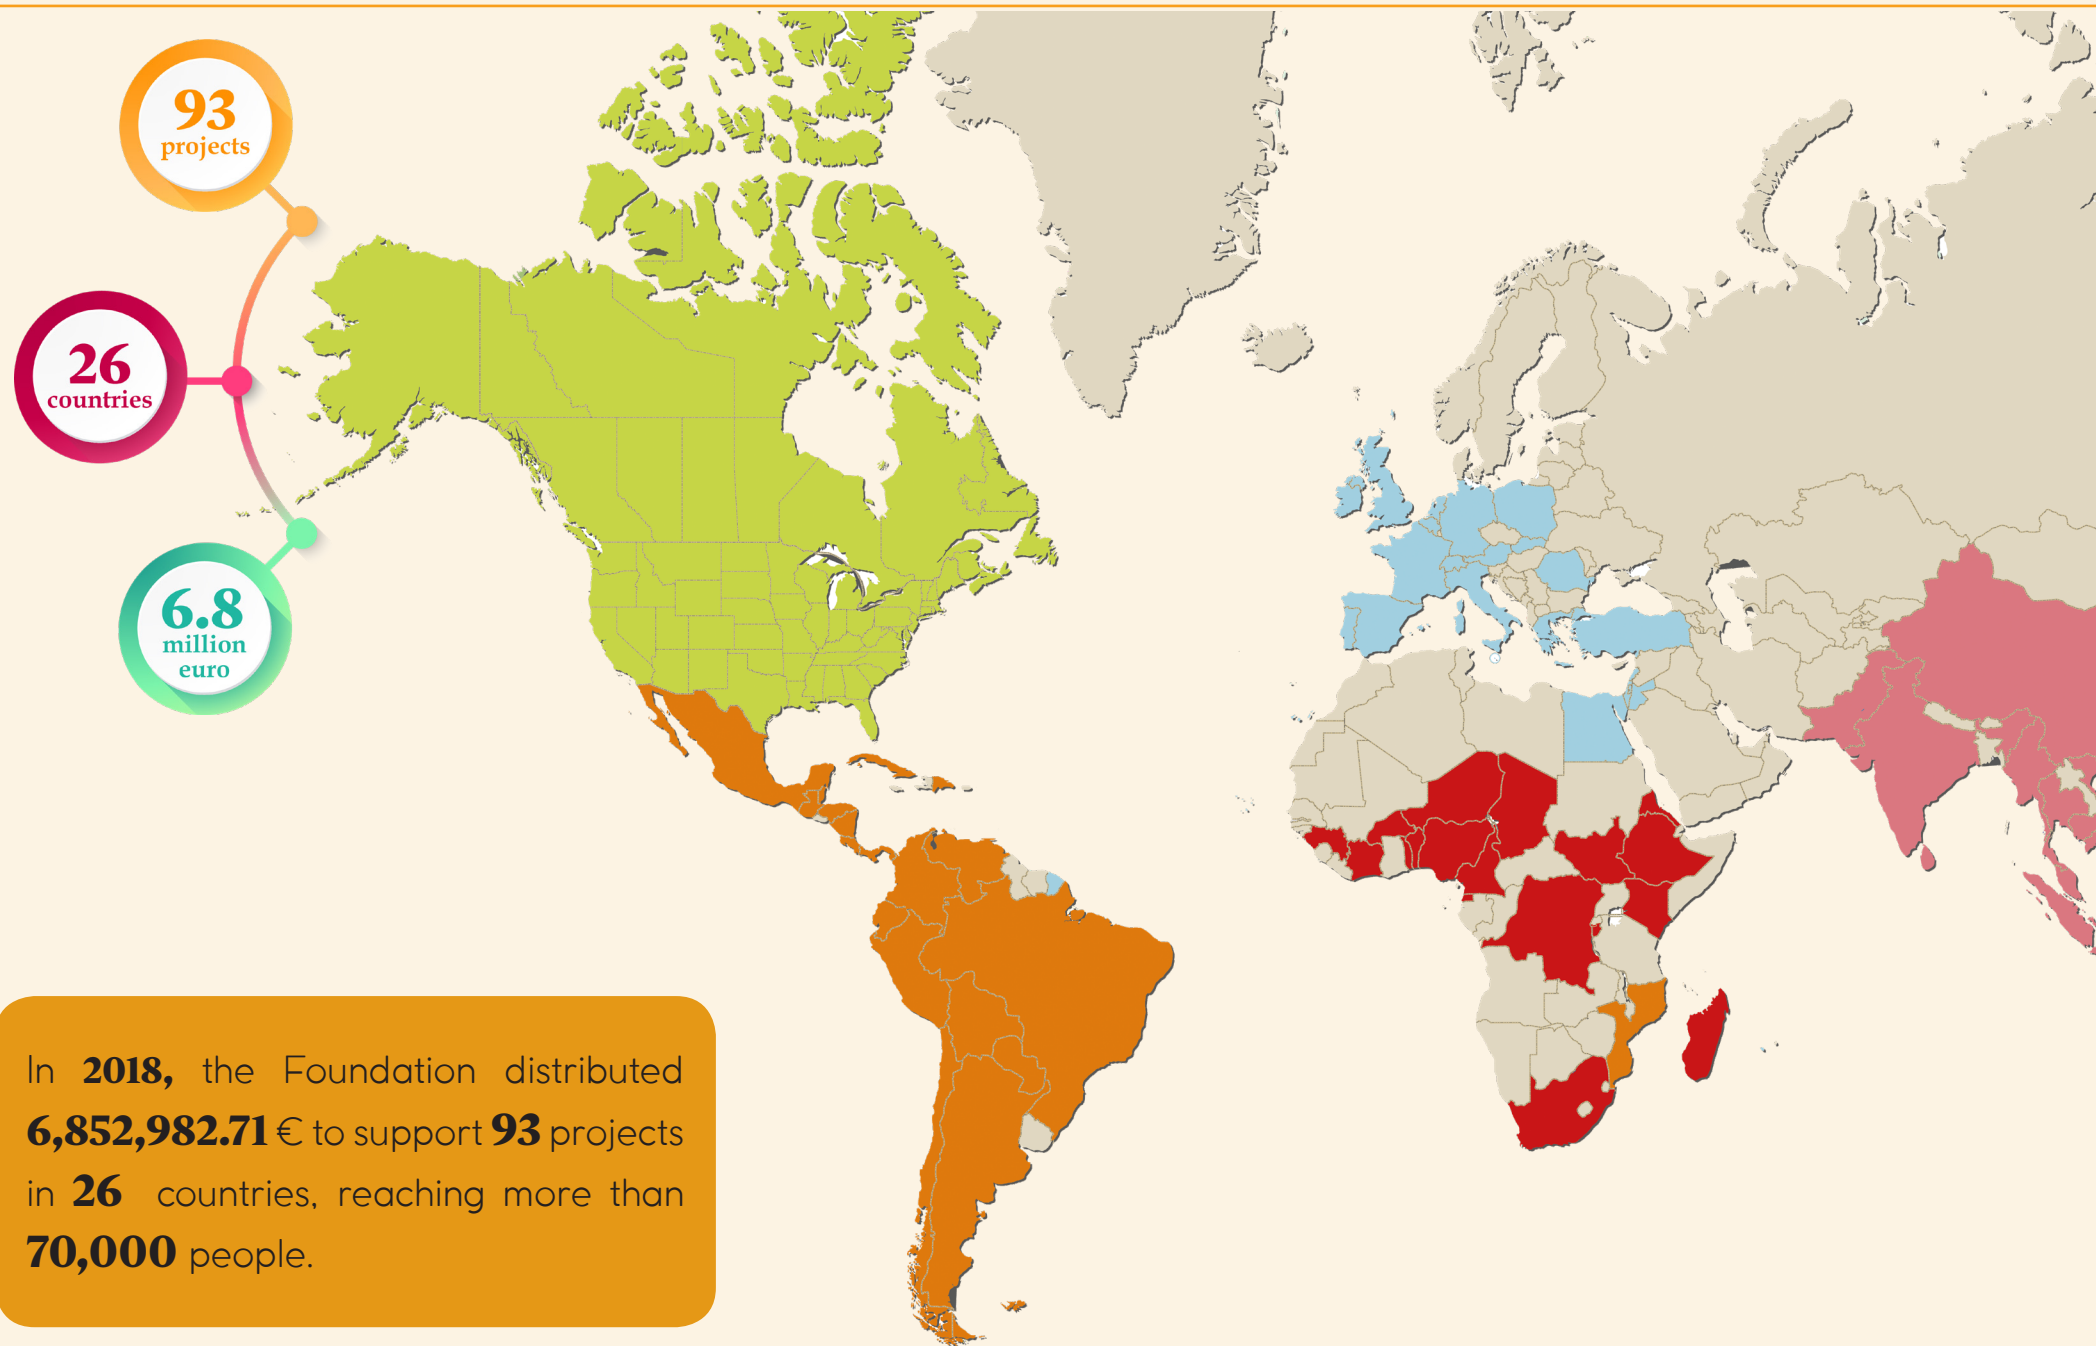 93
projects
26
countries
6.8
million
euro
In 2018, the Foundation distributed
6,852,982.71 € to support 93 projects
in 26 countries, reaching more than
70,000 people.